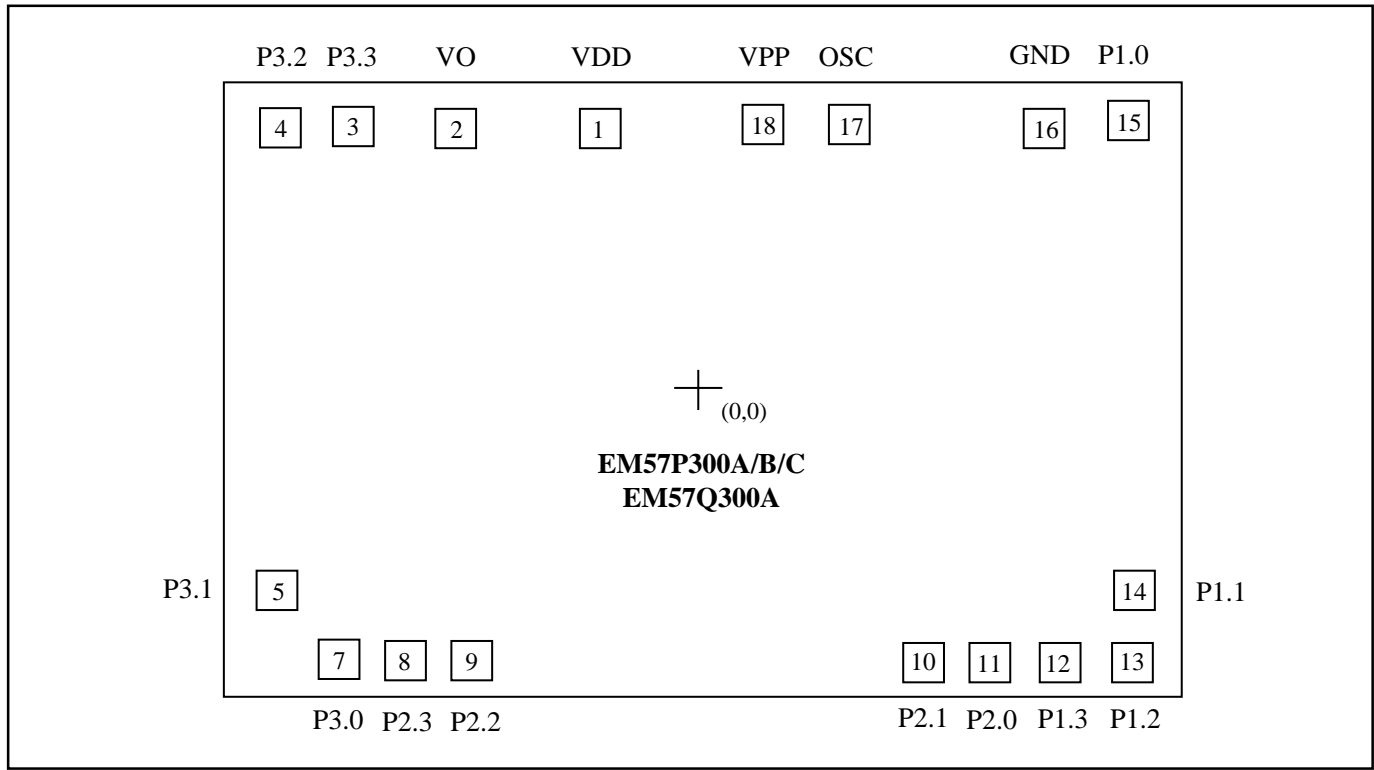 P3.2 P3.3 VO VDD VPP OSC GND P1.0
4 3 2 1 18 17 16 15
(0,0)
EM57P300A/B/C
EM57Q300A
P3.1 5 14 P1.1
7 8 9 10 11 12 13
P3.0 P2.3 P2.2 P2.1 P2.0 P1.3 P1.2